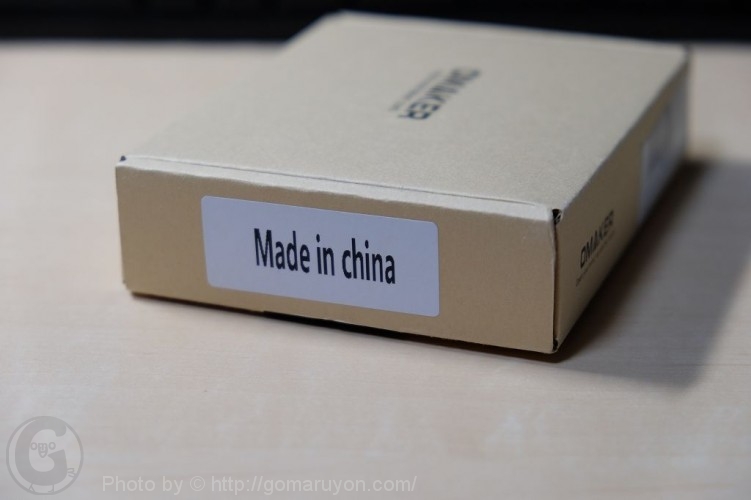 OMAKER
Made in china
OMAKER
Photo by © http://gomaruyon.com/